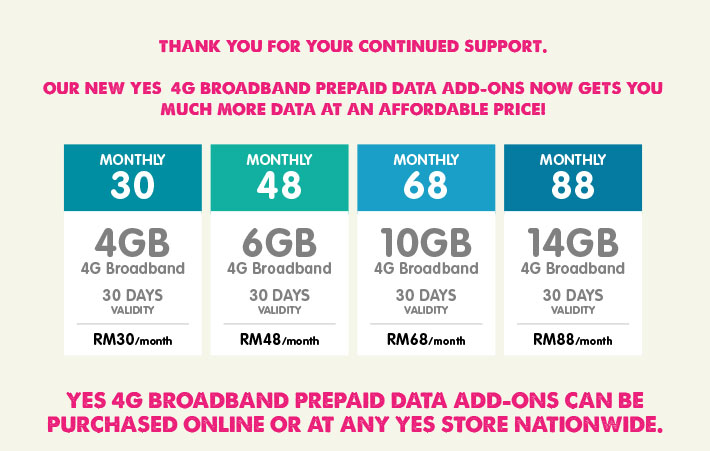 THANK YOU FOR YOUR CONTINUED SUPPORT.
OUR NEW YES 4G BROADBAND PREPAID DATA ADD-ONS NOW GETS YOU
MUCH MORE DATA AT AN AFFORDABLE PRICE!
MONTHLY
30
4GB
4G Broadband
30 DAYS
VALIDITY
RM30/month
MONTHLY
48
6GB
4G Broadband
30 DAYS
VALIDITY
RM48/month
MONTHLY
68
10GB
4G Broadband
30 DAYS
VALIDITY
RM68/month
MONTHLY
88
14GB
4G Broadband
30 DAYS
VALIDITY
RM88/month
YES 4G BROADBAND PREPAID DATA ADD-ONS CAN BE
PURCHASED ONLINE OR AT ANY YES STORE NATIONWIDE.